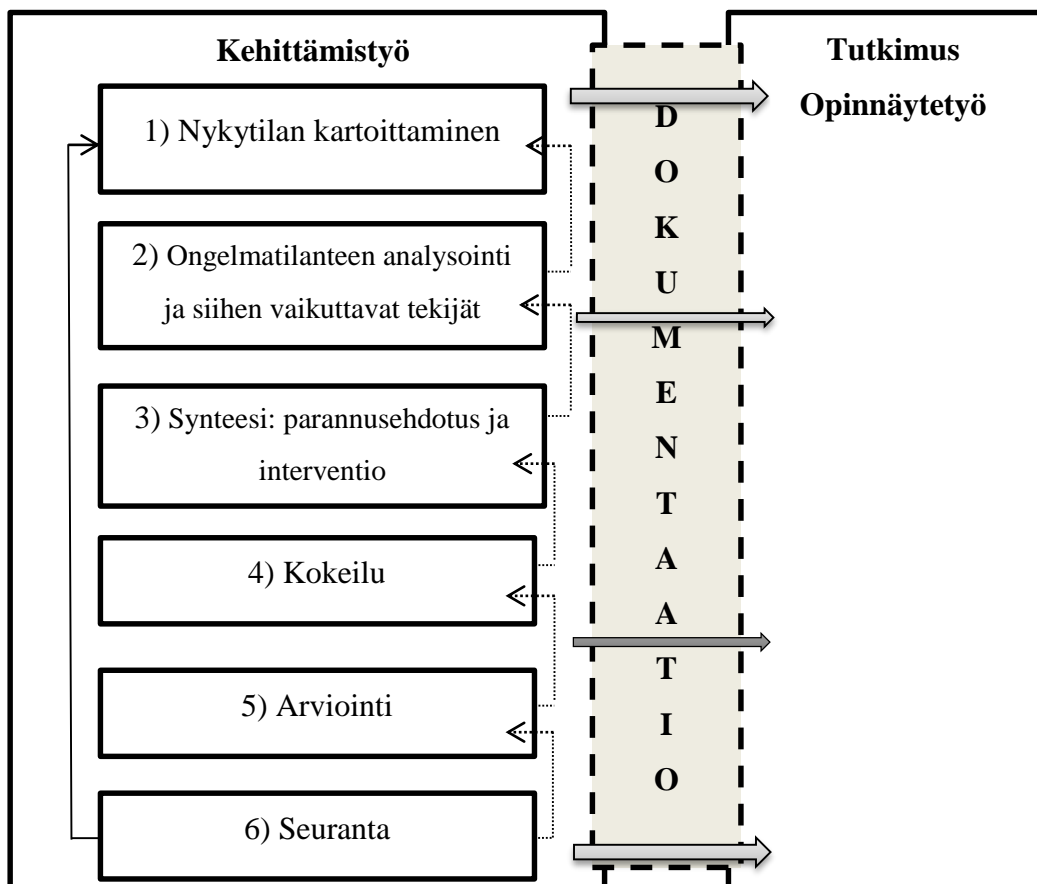 Kehittämistyö
1) Nykytilan kartoittaminen
2) Ongelmatilanteen analysointi
ja siihen vaikuttavat tekijät
3) Synteesi: parannusehdotus ja
interventio
4) Kokeilu
5) Arviointi
6) Seuranta
D
O
K
U
M
E
N
T
A
A
T
I
O
Tutkimus
Opinnäytetyö